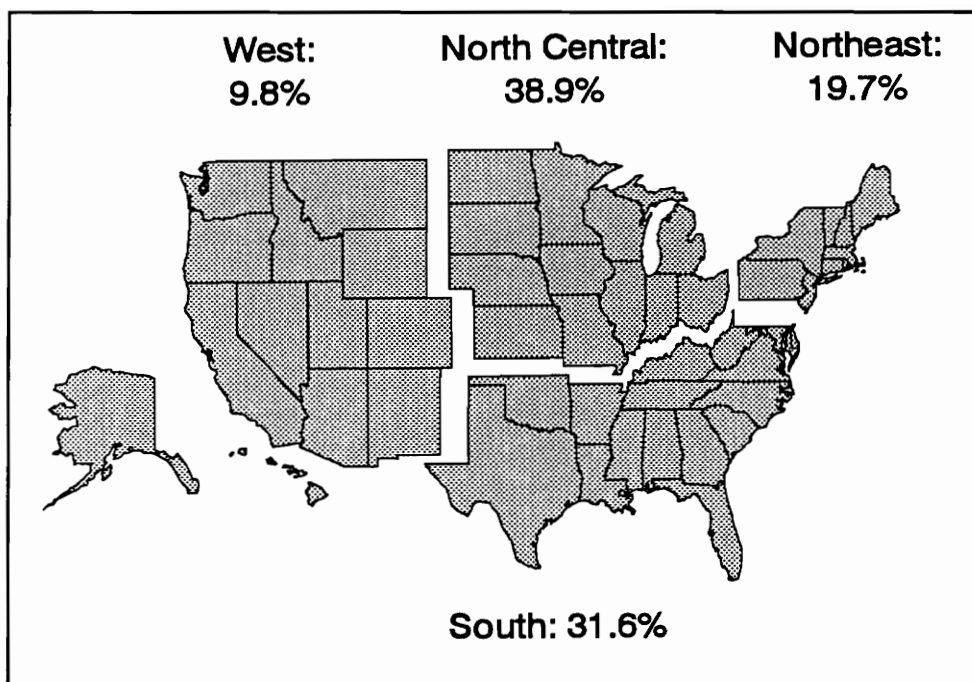 West:
9.8%
North Central:
38.9%
Northeast:
19.7%
South: 31.6%